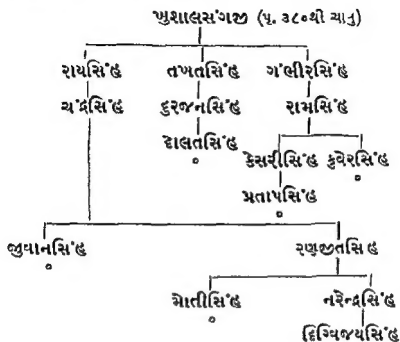 ખુશાલસંગજી (પૃ. ૩૮૦થી ચાલુ)
રાયસિંહ તખતસિંહ ગંભીરસિંહ
ચંદ્રસિંહ દુરજનસિંહ રામસિંહ
દાલતસિંહ
કેસરીસિંહ કુબેરસિંહ
પ્રતાપસિંહ
જીવાનસિંહ રણજીતસિંહ
મોતીસિંહ નરેન્દ્રસિંહ
દિગ્વિજયસિંહ